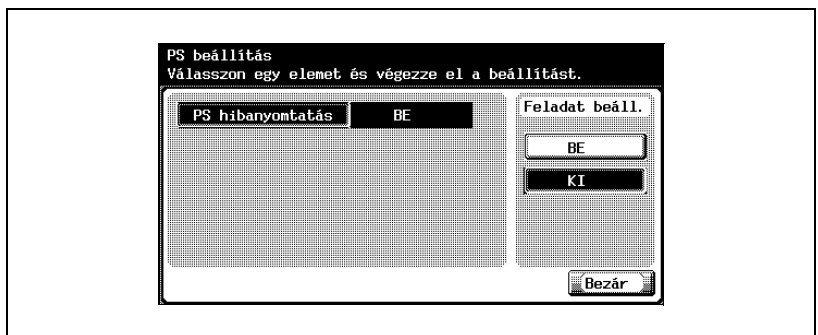 PS beállítás
Válasszon egy elemet és végezze el a beállítást.
PS hibanyomtatás BE
Feladat beáll.
BE
KI
Bezár